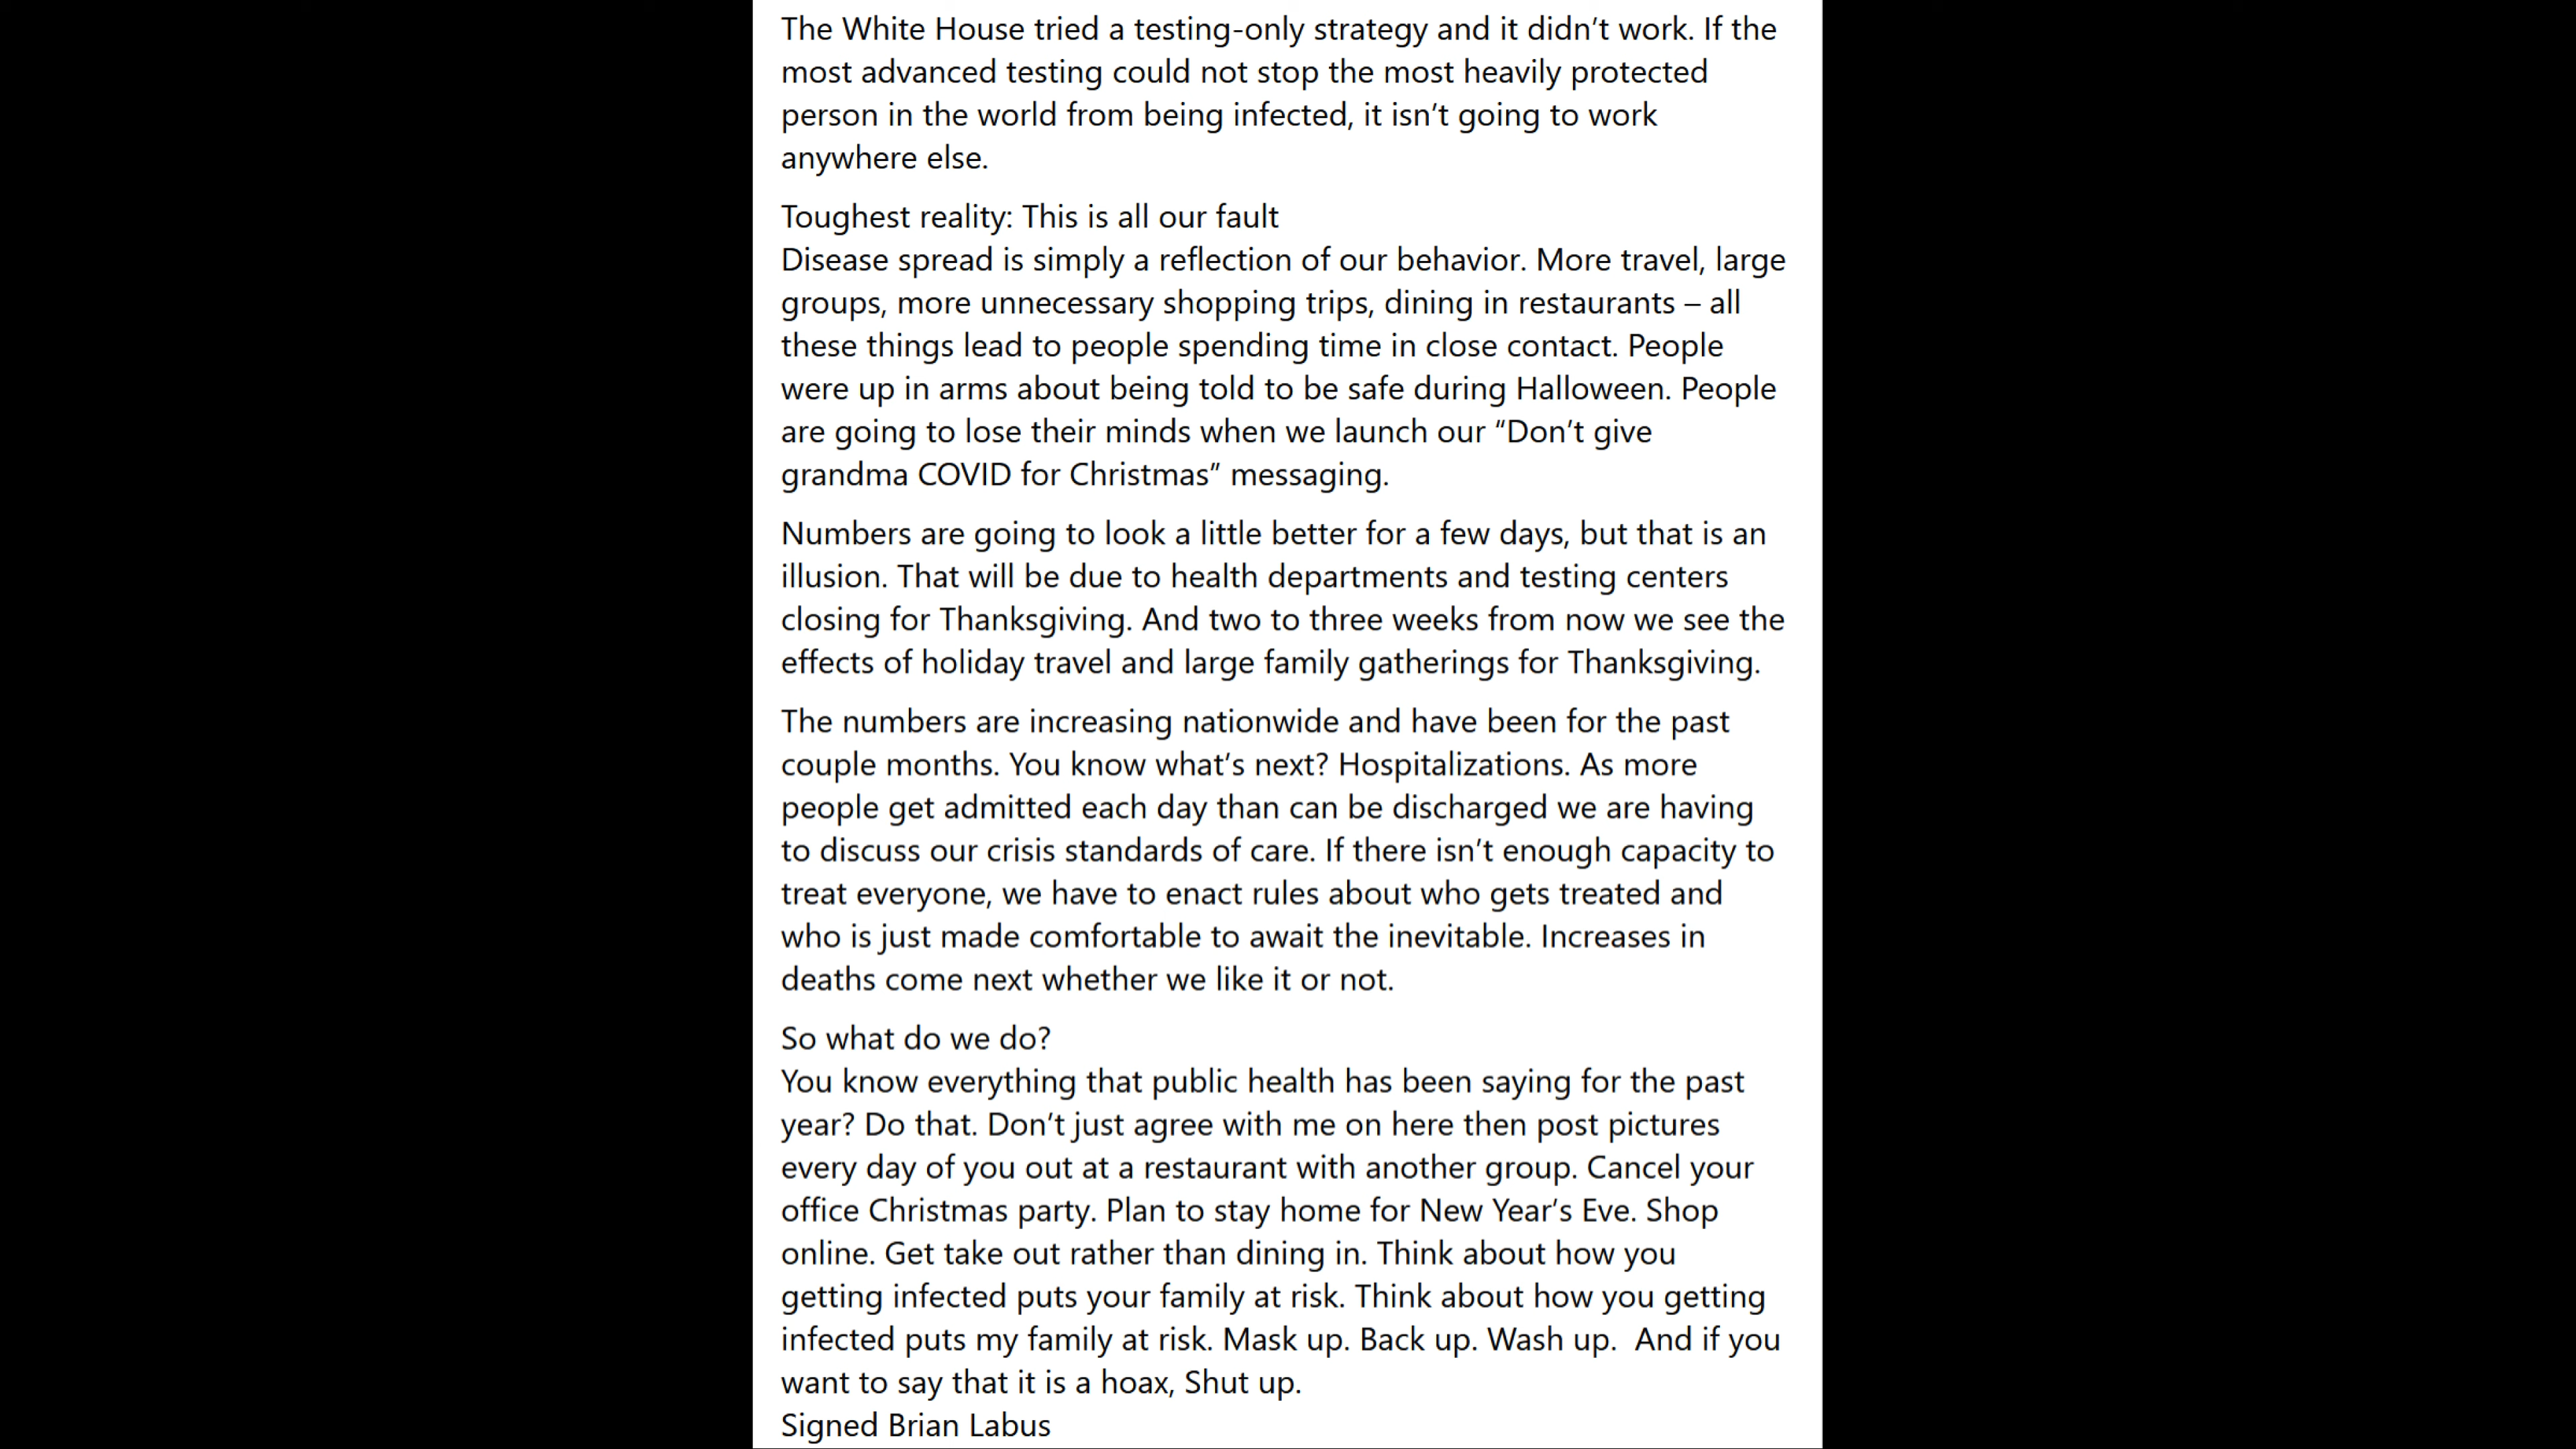 The White House tried a testing-only strategy and it didn’t work. If the
most advanced testing could not stop the most heavily protected
person in the world from being infected, it isn’t going to work
anywhere else.
Toughest reality: This is all our fault
Disease spread is simply a reflection of our behavior. More travel, large
groups, more unnecessary shopping trips, dining in restaurants – all
these things lead to people spending time in close contact. People
were up in arms about being told to be safe during Halloween. People
are going to lose their minds when we launch our “Don’t give
grandma COVID for Christmas” messaging.
Numbers are going to look a little better for a few days, but that is an
illusion. That will be due to health departments and testing centers
closing for Thanksgiving. And two to three weeks from now we see the
effects of holiday travel and large family gatherings for Thanksgiving.
The numbers are increasing nationwide and have been for the past
couple months. You know what’s next? Hospitalizations. As more
people get admitted each day than can be discharged we are having
to discuss our crisis standards of care. If there isn’t enough capacity to
treat everyone, we have to enact rules about who gets treated and
who is just made comfortable to await the inevitable. Increases in
deaths come next whether we like it or not.
So what do we do?
You know everything that public health has been saying for the past
year? Do that. Don’t just agree with me on here then post pictures
every day of you out at a restaurant with another group. Cancel your
office Christmas party. Plan to stay home for New Year’s Eve. Shop
online. Get take out rather than dining in. Think about how you
getting infected puts your family at risk. Think about how you getting
infected puts my family at risk. Mask up. Back up. Wash up.  And if you
want to say that it is a hoax, Shut up.
Signed Brian Labus